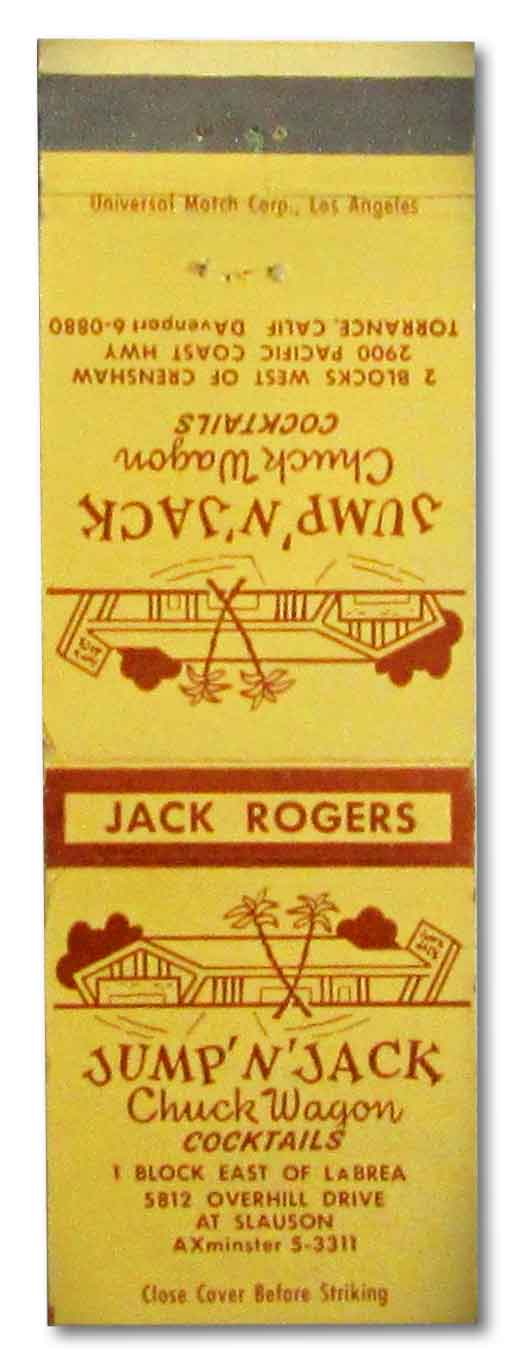 Universal Match Corp., Los Angeles
JUMP'N'JACK
Chuck Wagon
COCKTAILS
2 BLOCKS WEST OF CRENSHAW
2900 PACIFIC COAST HWY
TORRANCE, CALIF DAvenport 6-0880
JACK ROGERS
JUMP'N'JACK
Chuck Wagon
COCKTAILS
1 BLOCK EAST OF LABREA
5812 OVERHILL DRIVE
AT SLAUSON
AXminster 5-3311
Close Cover Before Striking